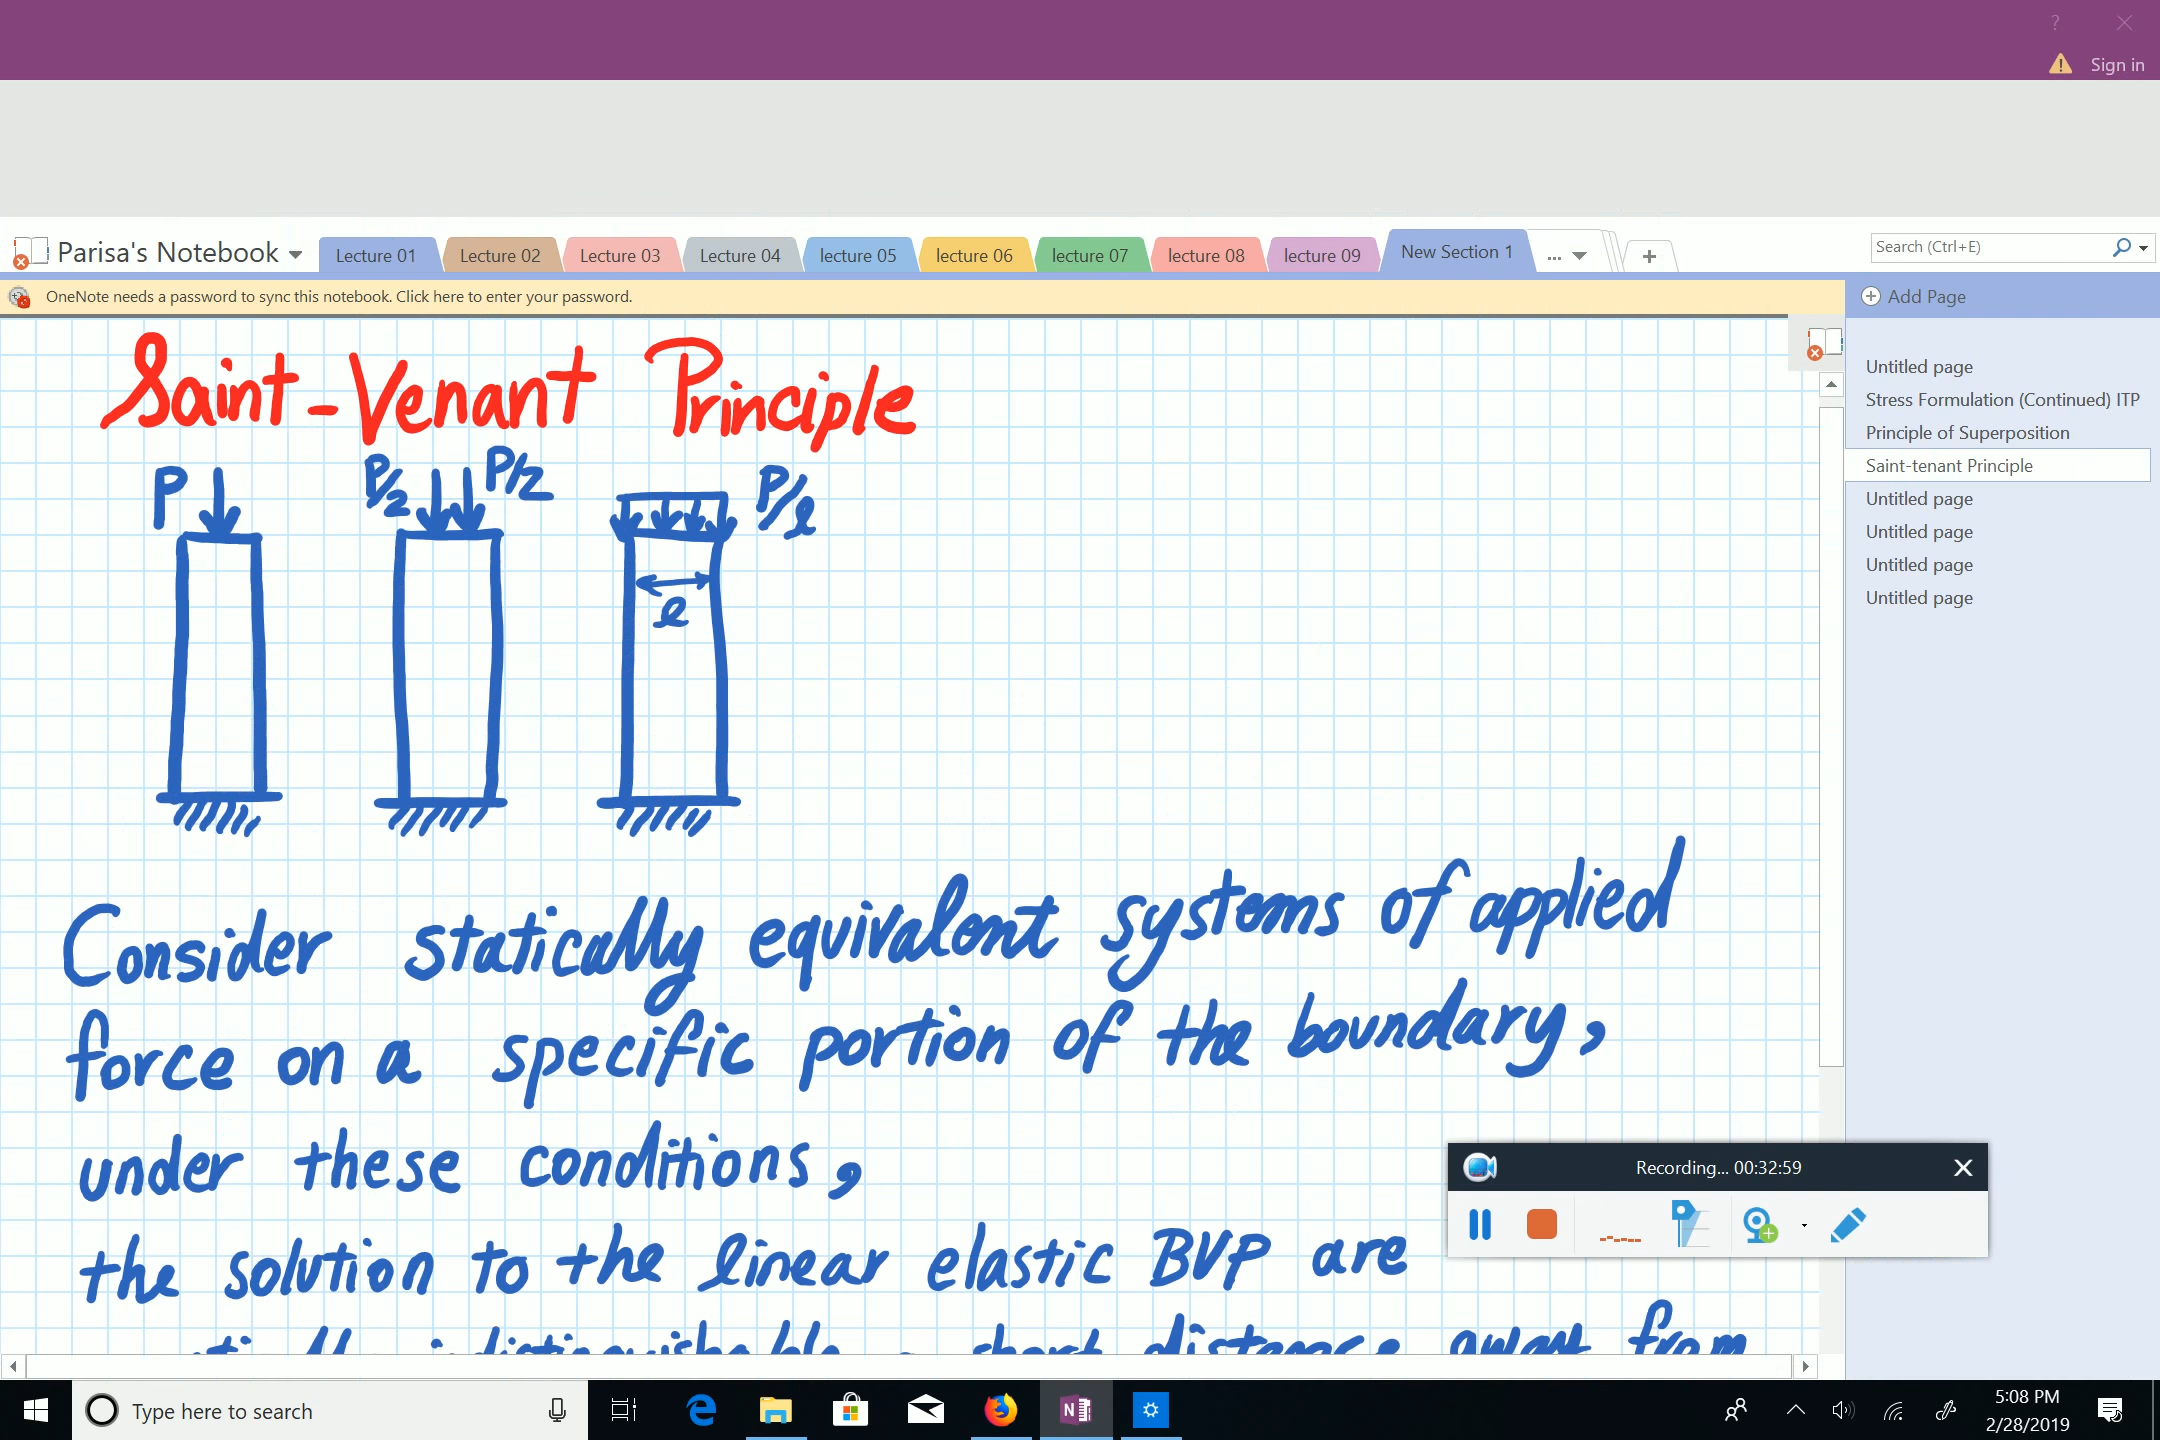 ?
Sign in
Parisa's Notebook
Lecture 01
Lecture 02
Lecture 03
Lecture 04
lecture 05
lecture 06
lecture 07
lecture 08
lecture 09
New Section 1
...
Search (Ctrl+E)
OneNote needs a password to sync this notebook. Click here to enter your password.
Add Page
Untitled page
Stress Formulation (Continued) ITP
Principle of Superposition
Saint-tenant Principle
Untitled page
Untitled page
Untitled page
Untitled page
Saint-Venant Principle
P
P/2
P/2
P/l
l
Consider statically equivalent systems of applied
force on a specific portion of the boundary,
under these conditions,
the solution to the linear elastic BVP are
indistinguishable a short distance away from
Recording... 00:32:59
Type here to search
5:08 PM
2/28/2019